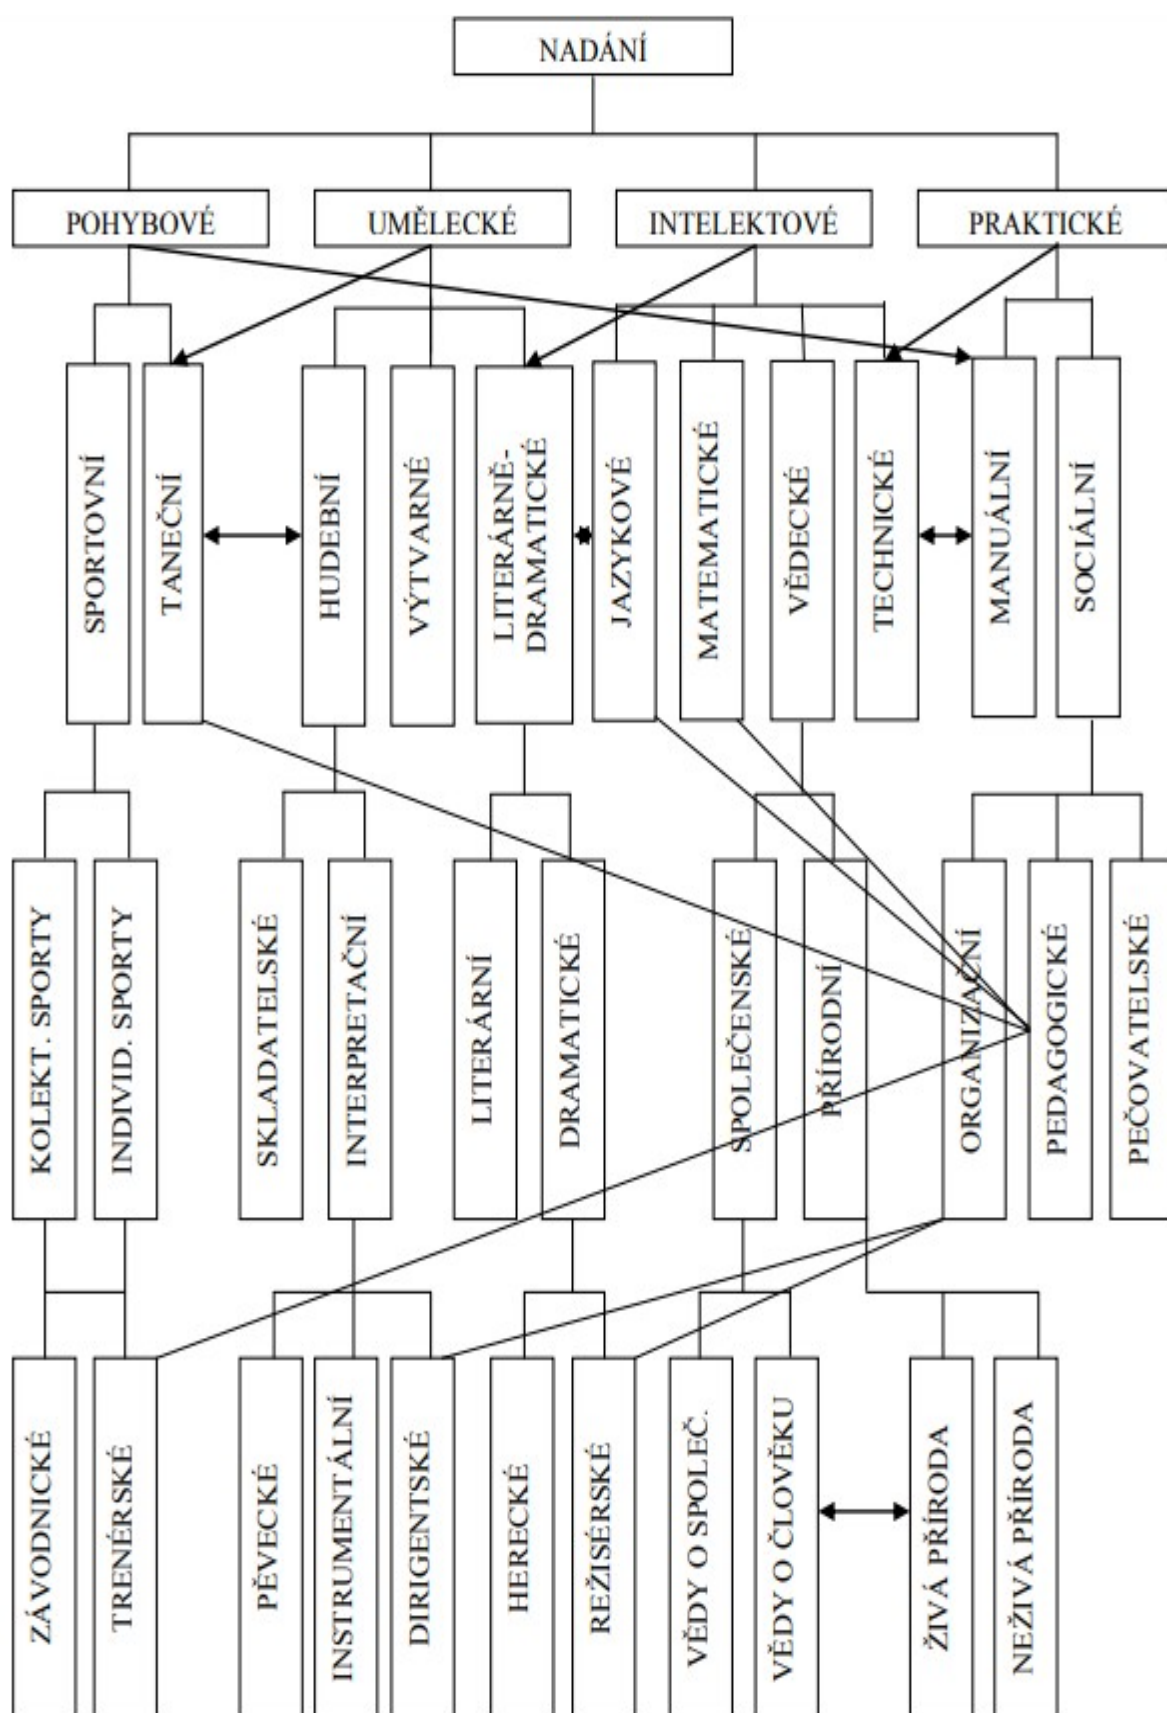 NADÁNÍ
POHYBOVÉ
UMĚLECKÉ
INTELEKTOVÉ
PRAKTICKÉ
SPORTOVNÍ
TANEČNÍ
HUDEBNÍ
VÝTVARNÉ
LITERÁRNĚ-
DRAMATICKÉ
JAZYKOVÉ
MATEMATICKÉ
VĚDECKÉ
TECHNICKÉ
MANUÁLNÍ
SOCIÁLNÍ
KOLEKT. SPORTY
INDIVID. SPORTY
SKLADATELSKÉ
INTERPRETAČNÍ
LITERÁRNÍ
DRAMATICKÉ
SPOLEČENSKÉ
PŘÍRODNÍ
ORGANIZAČNÍ
PEDAGOGICKÉ
PEČOVATELSKÉ
ZÁVODNICKÉ
TRENÉRSKÉ
PĚVECKÉ
INSTRUMENTÁLNÍ
DIRIGENTSKÉ
HERECKÉ
REŽISÉRSKÉ
VĚDY O SPOLEČ.
VĚDY O ČLOVĚKU
ŽIVÁ PŘÍRODA
NEŽIVÁ PŘÍRODA